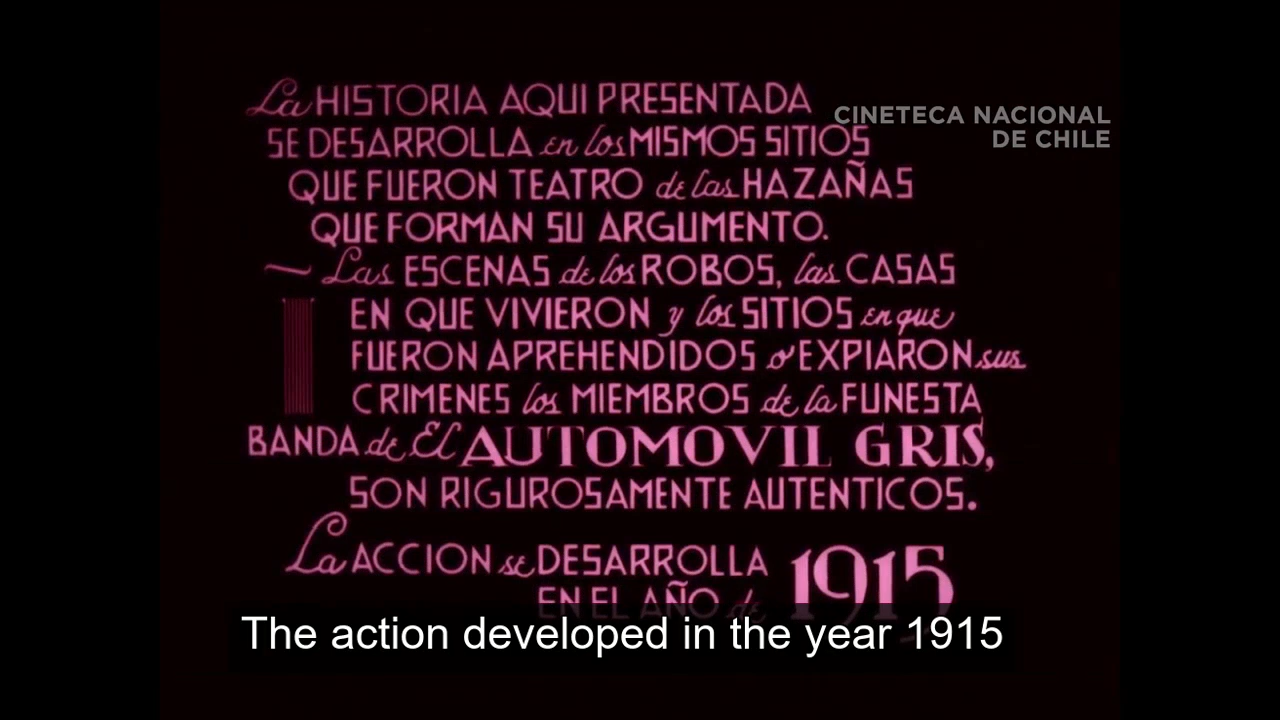 La HISTORIA AQUI PRESENTADA
CINETECA NACIONAL
DE CHILE
SE DESARROLLA en los MISMOS SITIOS
QUE FUERON TEATRO de las HAZAÑAS
QUE FORMAN SU ARGUMENTO.
~ Las ESCENAS de los ROBOS, las CASAS
EN QUE VIVIERON y los SITIOS en que
FUERON APREHENDIDOS o EXPIARON sus
CRIMENES los MIEMBROS de la FUNESTA
BANDA de El AUTOMOVIL GRIS,
SON RIGUROSAMENTE AUTENTICOS.
La ACCION se DESARROLLA
EN EL AÑO de 1915
The action developed in the year 1915